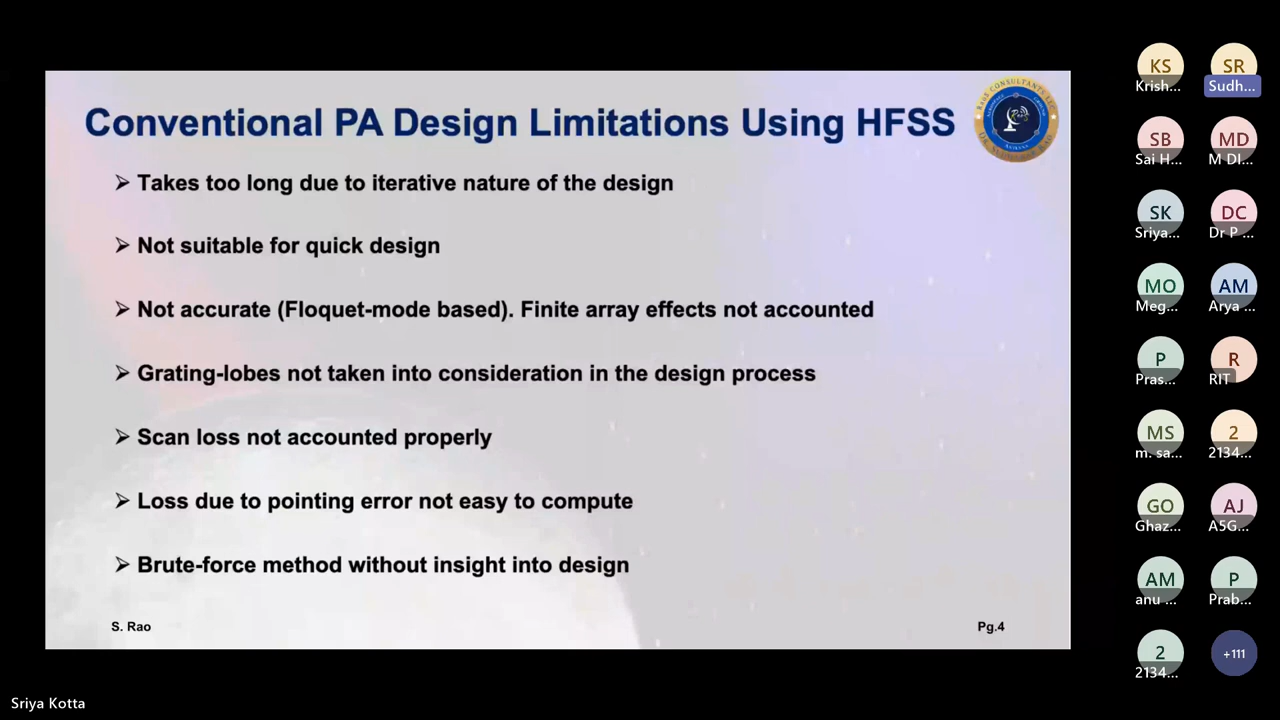 Conventional PA Design Limitations Using HFSS
➢ Takes too long due to iterative nature of the design
➢ Not suitable for quick design
➢ Not accurate (Floquet-mode based). Finite array effects not accounted
➢ Grating-lobes not taken into consideration in the design process
➢ Scan loss not accounted properly
➢ Loss due to pointing error not easy to compute
➢ Brute-force method without insight into design
S. Rao
Pg.4
KS
SR
Krish...
Sudh...
SB
MD
Sai H...
M DI...
SK
DC
Sriya...
Dr P ...
MO
AM
Meg...
Arya ...
P
R
Pras...
RIT
MS
2
m. sa...
2134...
GO
AJ
Ghaz...
A5G...
AM
P
anu ...
Prab...
2
+111
2134...
Sriya Kotta